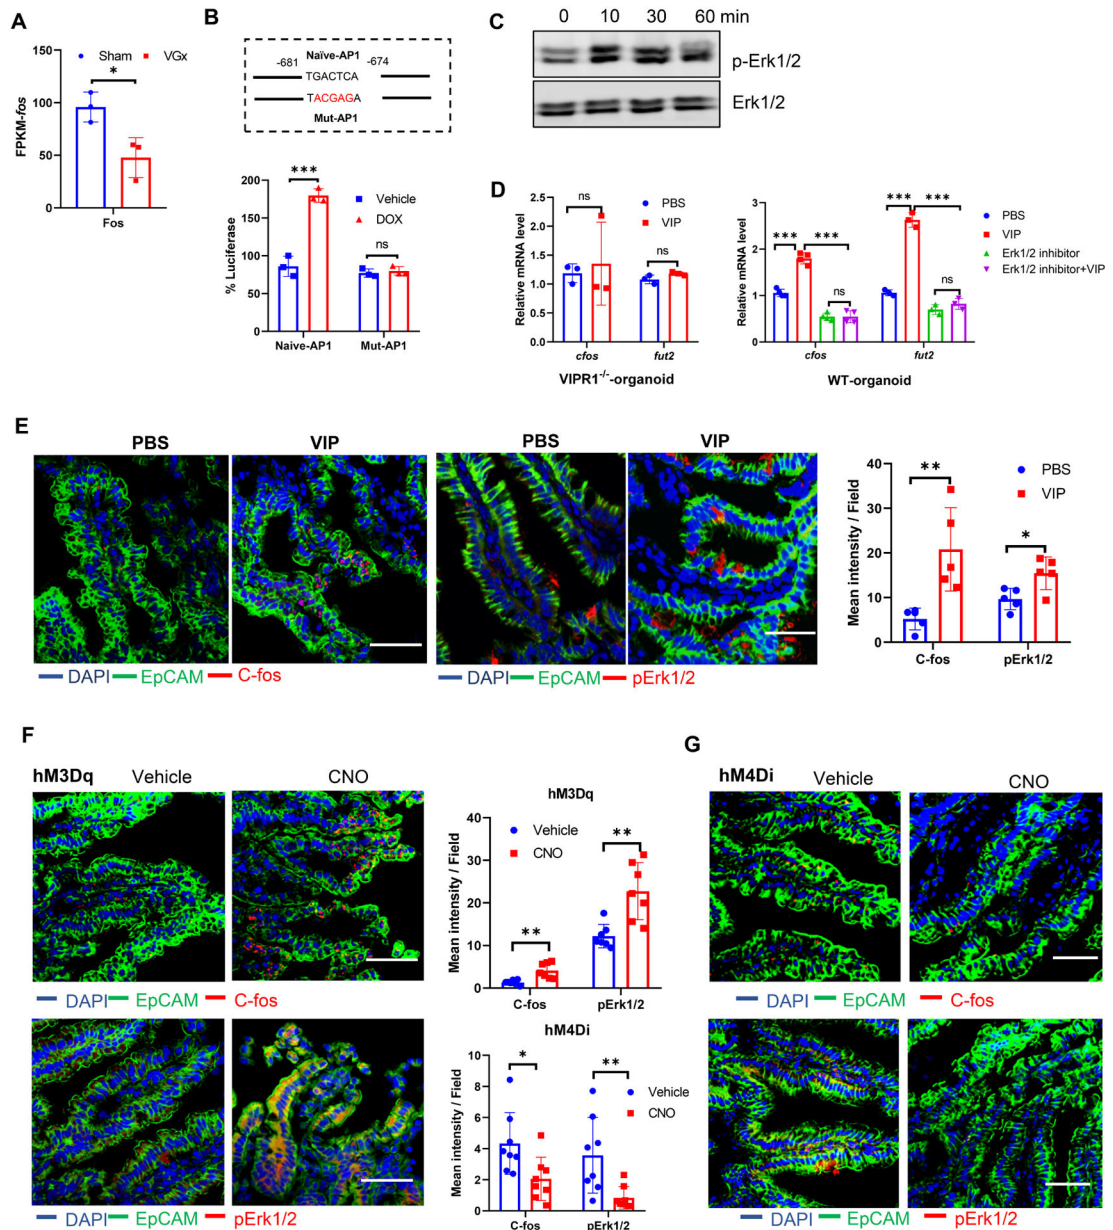 A
Sham VGx
*
FPKM-fos
150
100
50
0
Fos
B
Naïve-AP1
-681 -674
TGACTCA
TACGAGA
Mut-AP1
% Luciferase
200
150
100
50
0
***
ns
Vehicle
DOX
Naive-AP1 Mut-AP1
C
0 10 30 60 min
p-Erk1/2
Erk1/2
D
Relative mRNA level
2.5
2.0
1.5
1.0
0.5
0.0
ns
ns
PBS
VIP
cfos fut2
VIPR1-/--organoid
Relative mRNA level
3
2
1
0
*** *** ns
*** *** ns
PBS
VIP
Erk1/2 inhibitor
Erk1/2 inhibitor+VIP
cfos fut2
WT-organoid
E
PBS VIP PBS VIP
DAPI EpCAM C-fos
DAPI EpCAM pErk1/2
Mean intensity / Field
40
30
20
10
0
**
*
PBS
VIP
C-fos pErk1/2
F
hM3Dq Vehicle CNO
DAPI EpCAM C-fos
DAPI EpCAM pErk1/2
hM3Dq
Mean intensity / Field
40
30
20
10
0
Vehicle
CNO
**
**
C-fos pErk1/2
hM4Di
Mean intensity / Field
10
8
6
4
2
0
*
**
Vehicle
CNO
C-fos pErk1/2
G
hM4Di Vehicle CNO
DAPI EpCAM C-fos
DAPI EpCAM pErk1/2